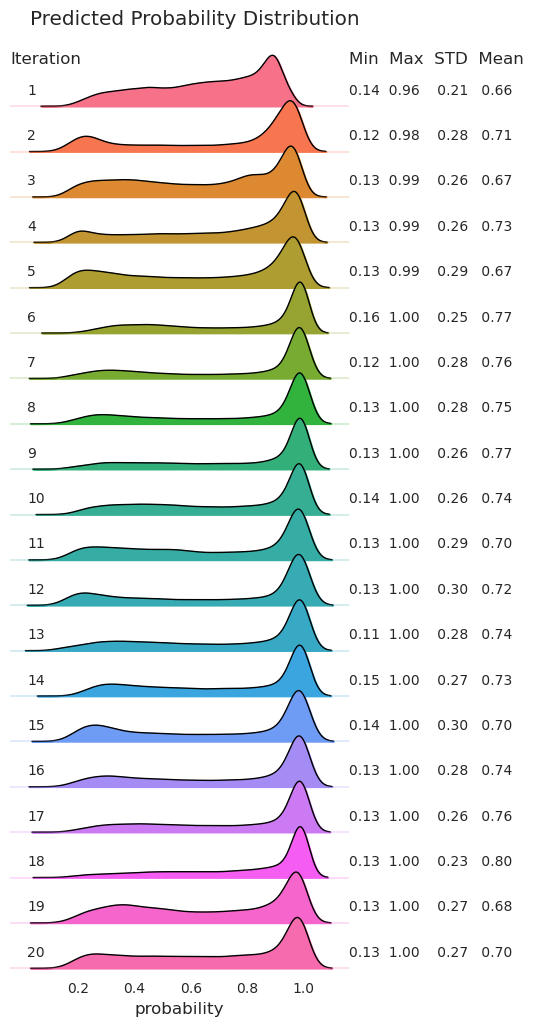 Predicted Probability Distribution
Iteration Min Max STD Mean
1 0.14 0.96 0.21 0.66
2 0.12 0.98 0.28 0.71
3 0.13 0.99 0.26 0.67
4 0.13 0.99 0.26 0.73
5 0.13 0.99 0.29 0.67
6 0.16 1.00 0.25 0.77
7 0.12 1.00 0.28 0.76
8 0.13 1.00 0.28 0.75
9 0.13 1.00 0.26 0.77
10 0.14 1.00 0.26 0.74
11 0.13 1.00 0.29 0.70
12 0.13 1.00 0.30 0.72
13 0.11 1.00 0.28 0.74
14 0.15 1.00 0.27 0.73
15 0.14 1.00 0.30 0.70
16 0.13 1.00 0.28 0.74
17 0.13 1.00 0.26 0.76
18 0.13 1.00 0.23 0.80
19 0.13 1.00 0.27 0.68
20 0.13 1.00 0.27 0.70
0.2 0.4 0.6 0.8 1.0
probability